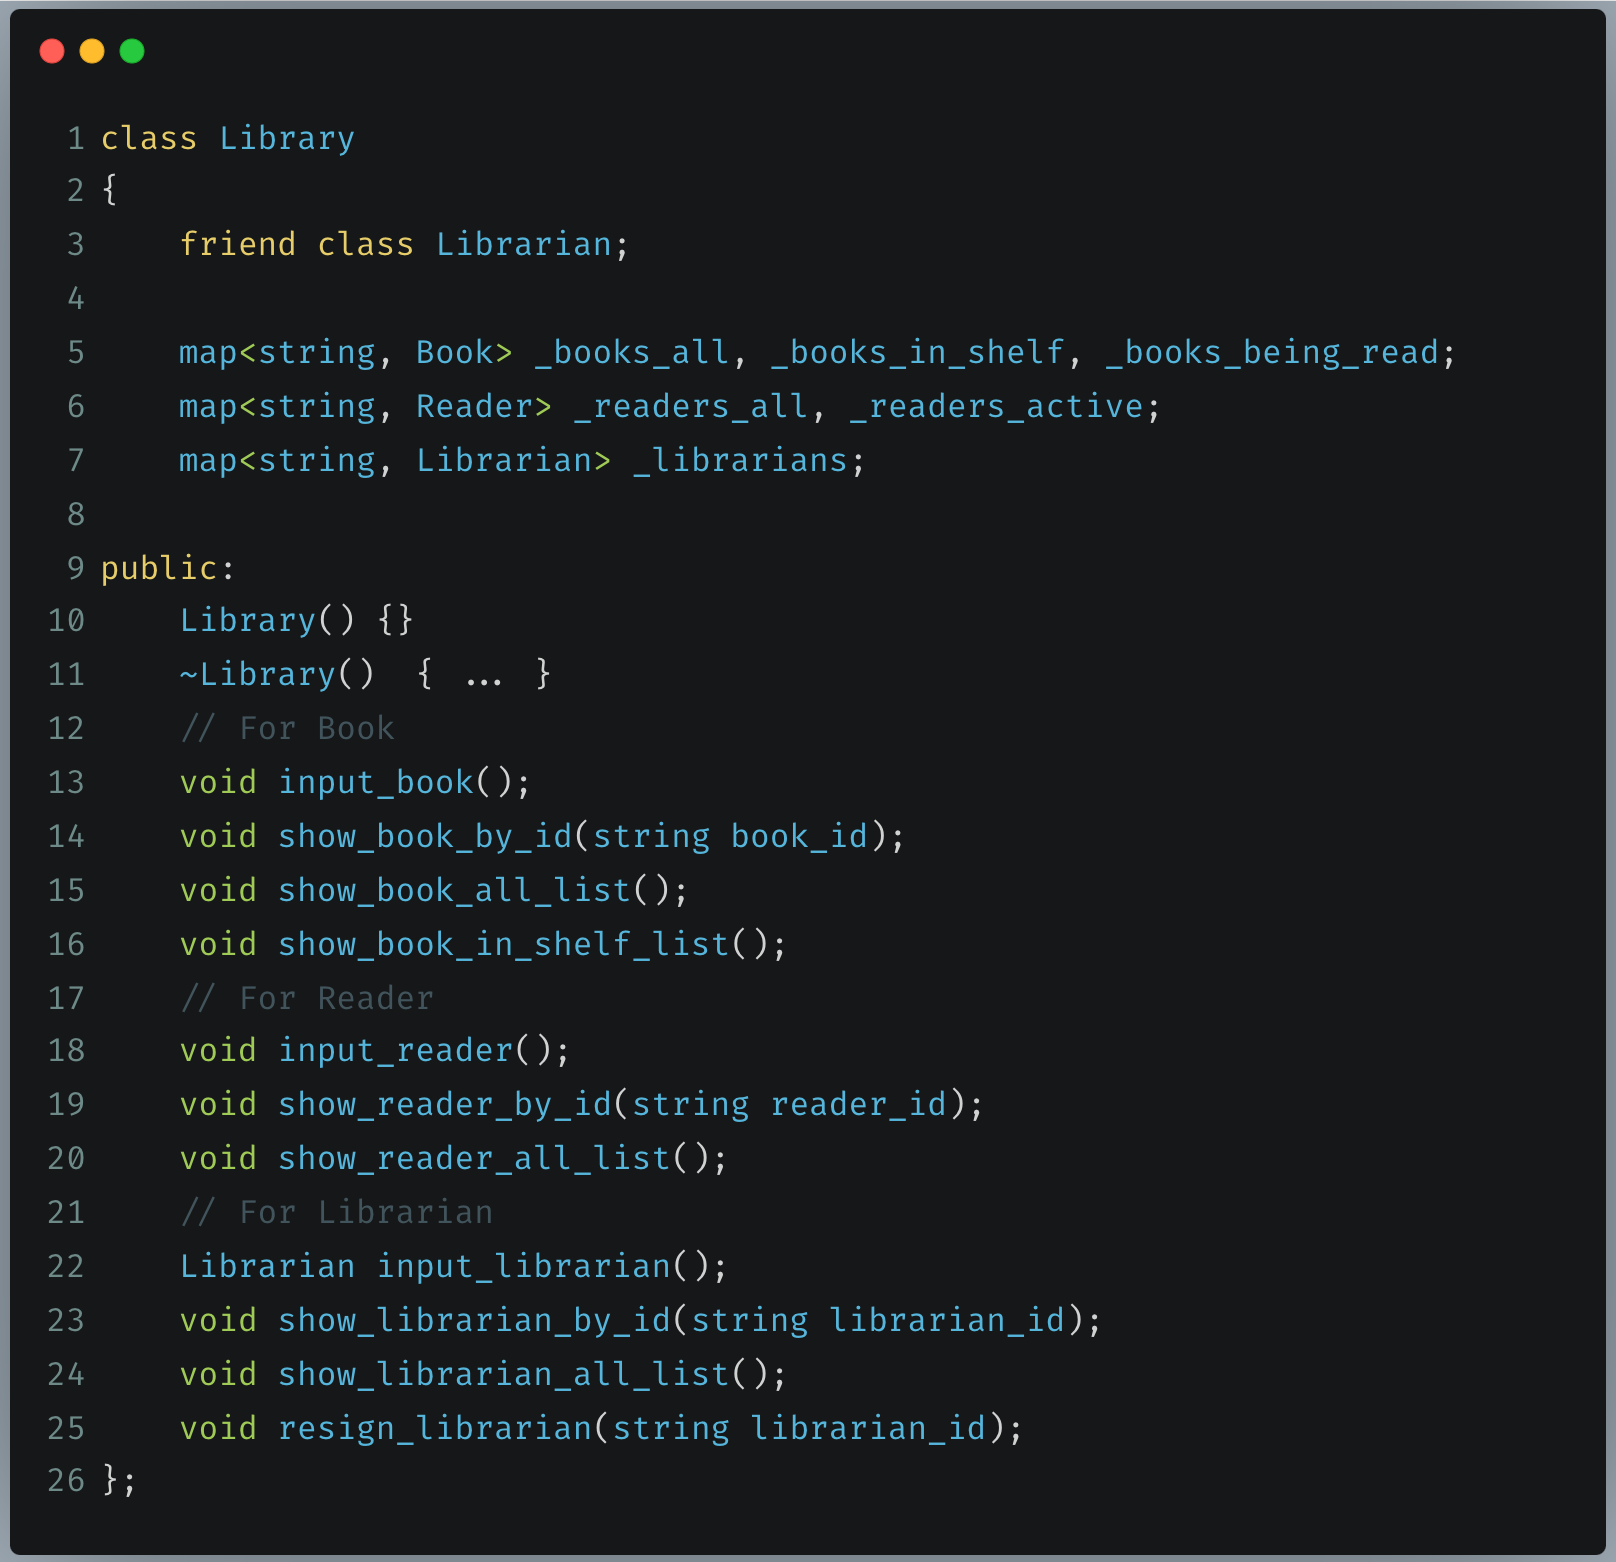 1 class Library
2 {
3     friend class Librarian;
4
5     map<string, Book> _books_all, _books_in_shelf, _books_being_read;
6     map<string, Reader> _readers_all, _readers_active;
7     map<string, Librarian> _librarians;
8
9 public:
10     Library() {}
11     ~Library()  { ... }
12     // For Book
13     void input_book();
14     void show_book_by_id(string book_id);
15     void show_book_all_list();
16     void show_book_in_shelf_list();
17     // For Reader
18     void input_reader();
19     void show_reader_by_id(string reader_id);
20     void show_reader_all_list();
21     // For Librarian
22     Librarian input_librarian();
23     void show_librarian_by_id(string librarian_id);
24     void show_librarian_all_list();
25     void resign_librarian(string librarian_id);
26 };